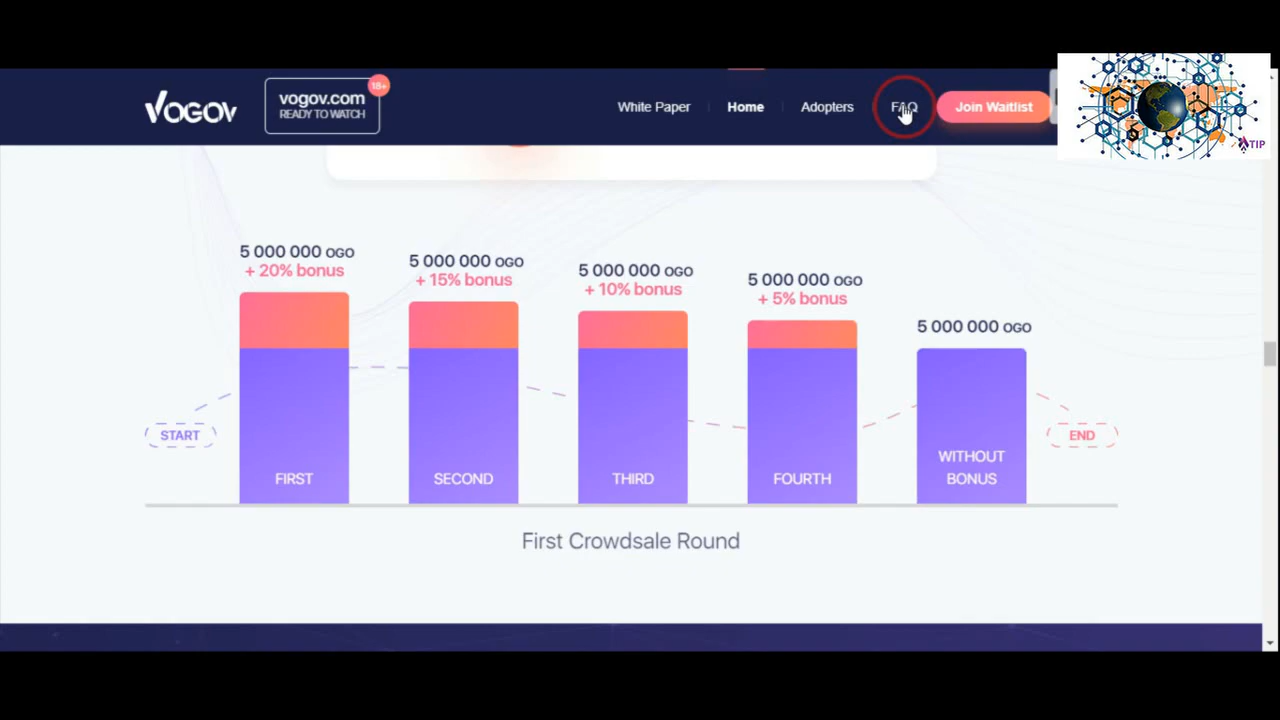 VOGOV
vogov.com
READY TO WATCH
18+
White Paper
Home
Adopters
FAQ
Join Waitlist
TIP
5 000 000 OGO
+ 20% bonus
5 000 000 OGO
+ 15% bonus
5 000 000 OGO
+ 10% bonus
5 000 000 OGO
+ 5% bonus
5 000 000 OGO
START
FIRST
SECOND
THIRD
FOURTH
WITHOUT
BONUS
END
First Crowdsale Round